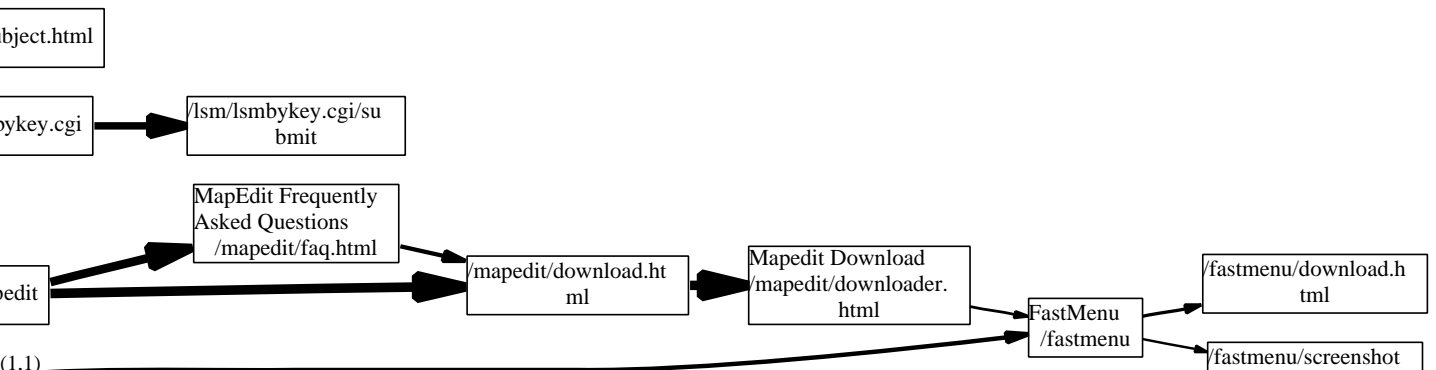 bject.html
bykey.cgi
/lsm/lsmbykey.cgi/su
bmit
MapEdit Frequently
Asked Questions
/mapedit/faq.html
pedit
/mapedit/download.ht
ml
Mapedit Download
/mapedit/downloader.
html
FastMenu
/fastmenu
/fastmenu/download.h
tml
/fastmenu/screenshot
(1,1)